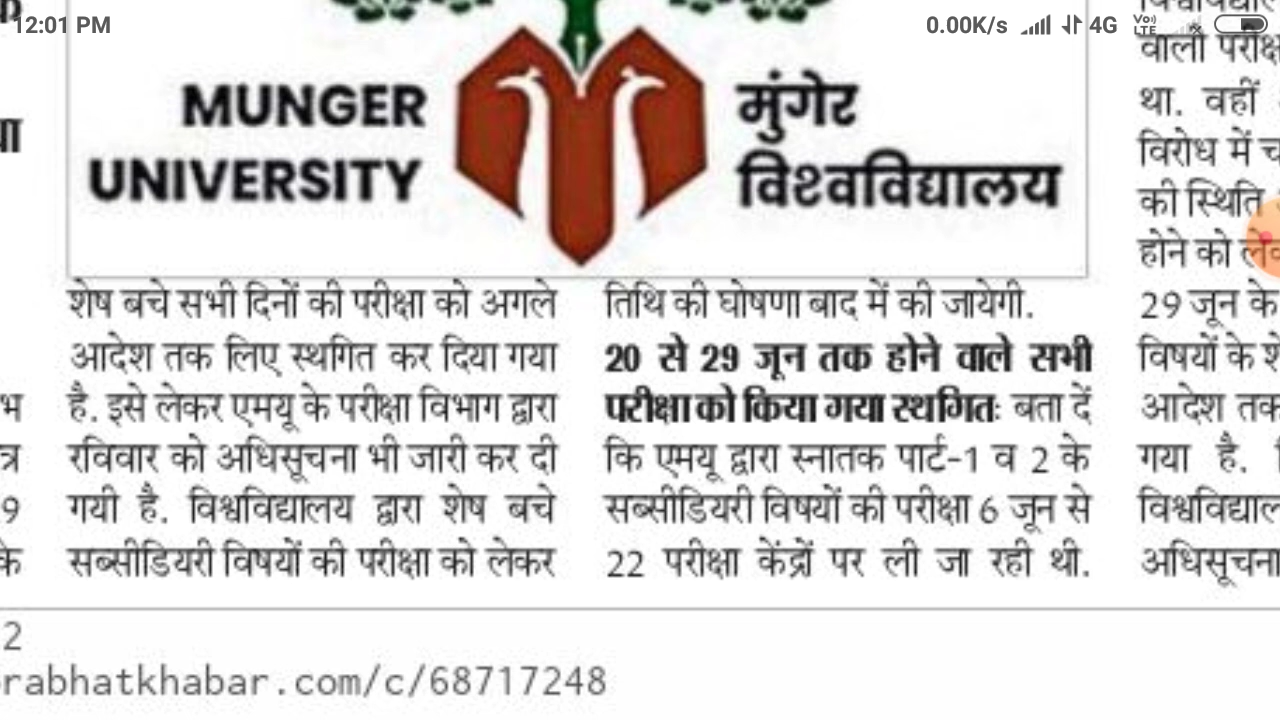 12:01 PM
0.00K/s 4G Vo) LTE
MUNGER
UNIVERSITY
मुंगेर
विश्वविद्यालय
शेष बचे सभी दिनों की परीक्षा को अगले
आदेश तक लिए स्थगित कर दिया गया
है. इसे लेकर एमयू के परीक्षा विभाग द्वारा
रविवार को अधिसूचना भी जारी कर दी
गयी है. विश्वविद्यालय द्वारा शेष बचे
सब्सीडियरी विषयों की परीक्षा को लेकर
तिथि की घोषणा बाद में की जायेगी.
20 से 29 जून तक होने वाले सभी
परीक्षा को किया गया स्थगितः बता दें
कि एमयू द्वारा स्नातक पार्ट-1 व 2 के
सब्सीडियरी विषयों की परीक्षा 6 जून से
22 परीक्षा केंद्रों पर ली जा रही थी.
वाली
था. वहीं
विरोध में
की स्थिति
होने को
29 जून के
विषयों के
आदेश तक
गया है.
अधिसूचना
2
rabhatkhabar.com/c/68717248